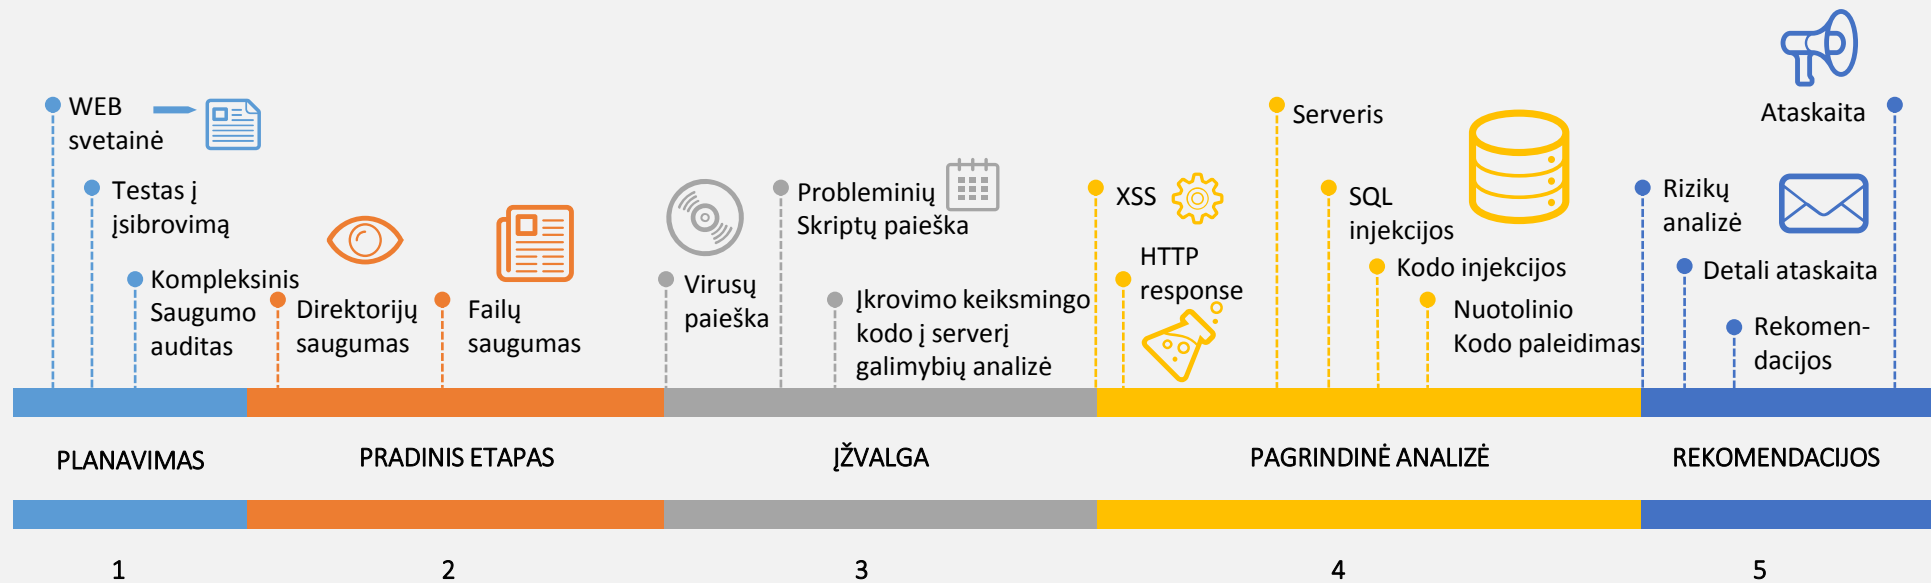 WEB
svetainė
Testas į
įsibrovimą
Kompleksinis
Saugumo
auditas
Direktorijų
saugumas
Failų
saugumas
Virusų
paieška
Probleminių
Skriptų paieška
Įkrovimo keiksmingo
kodo į serverį
galimybių analizė
XSS
HTTP
response
Serveris
SQL
injekcijos
Kodo injekcijos
Nuotolinio
Kodo paleidimas
Rizikų
analizė
Detali ataskaita
Rekomen-
dacijos
Ataskaita
PLANAVIMAS
PRADINIS ETAPAS
ĮŽVALGA
PAGRINDINĖ ANALIZĖ
REKOMENDACIJOS
1
2
3
4
5